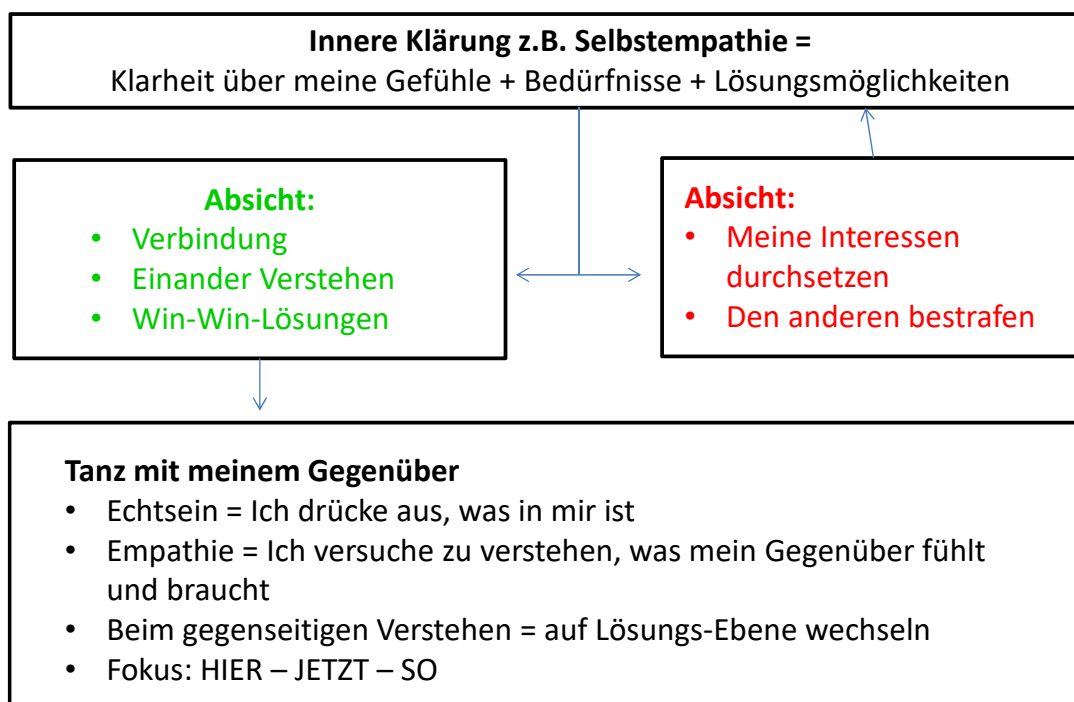 Innere Klärung z.B. Selbstempathie =
Klarheit über meine Gefühle + Bedürfnisse + Lösungsmöglichkeiten
Absicht:
• Verbindung
• Einander Verstehen
• Win-Win-Lösungen
Absicht:
• Meine Interessen
durchsetzen
• Den anderen bestrafen
Tanz mit meinem Gegenüber
• Echtsein = Ich drücke aus, was in mir ist
• Empathie = Ich versuche zu verstehen, was mein Gegenüber fühlt
und braucht
• Beim gegenseitigen Verstehen = auf Lösungs-Ebene wechseln
• Fokus: HIER – JETZT – SO